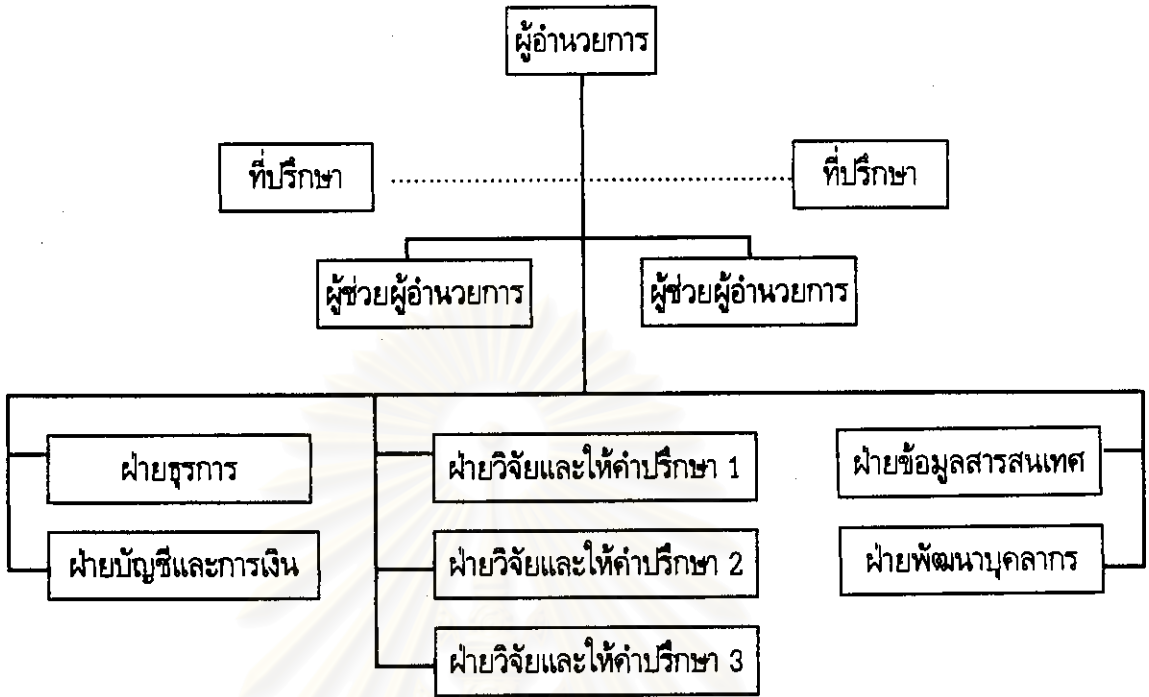 ผู้อำนวยการ
ที่ปรึกษา
ที่ปรึกษา
ผู้ช่วยผู้อำนวยการ
ผู้ช่วยผู้อำนวยการ
ฝ่ายธุรการ
ฝ่ายวิจัยและให้คำปรึกษา 1
ฝ่ายข้อมูลสารสนเทศ
ฝ่ายบัญชีและการเงิน
ฝ่ายวิจัยและให้คำปรึกษา 2
ฝ่ายพัฒนาบุคลากร
ฝ่ายวิจัยและให้คำปรึกษา 3